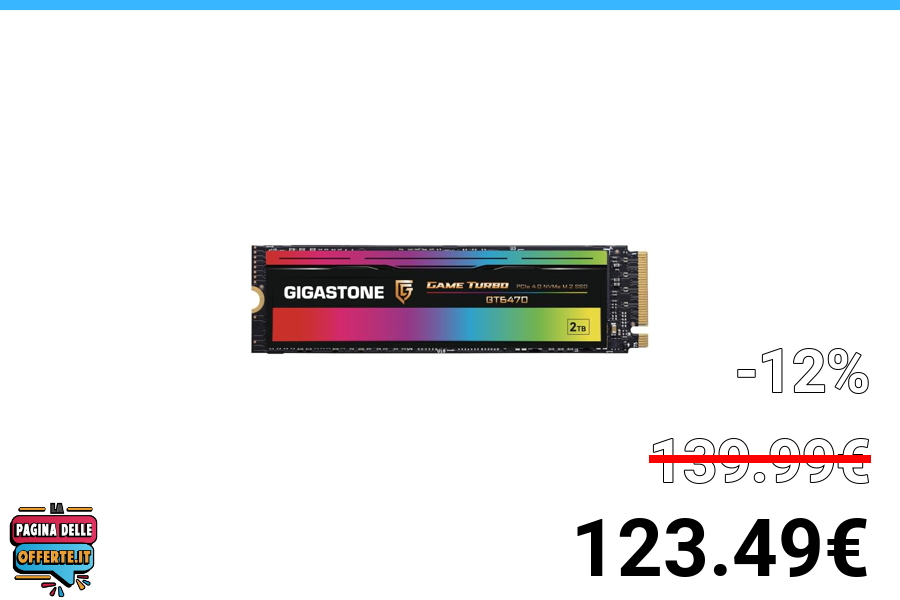 GIGASTONE
GAME TURBO PCIe 4.0 NVMe M.2 SSD
GT6470
2TB
-12%
139.99€
123.49€
LA
PAGINA DELLE
OFFERTE.IT